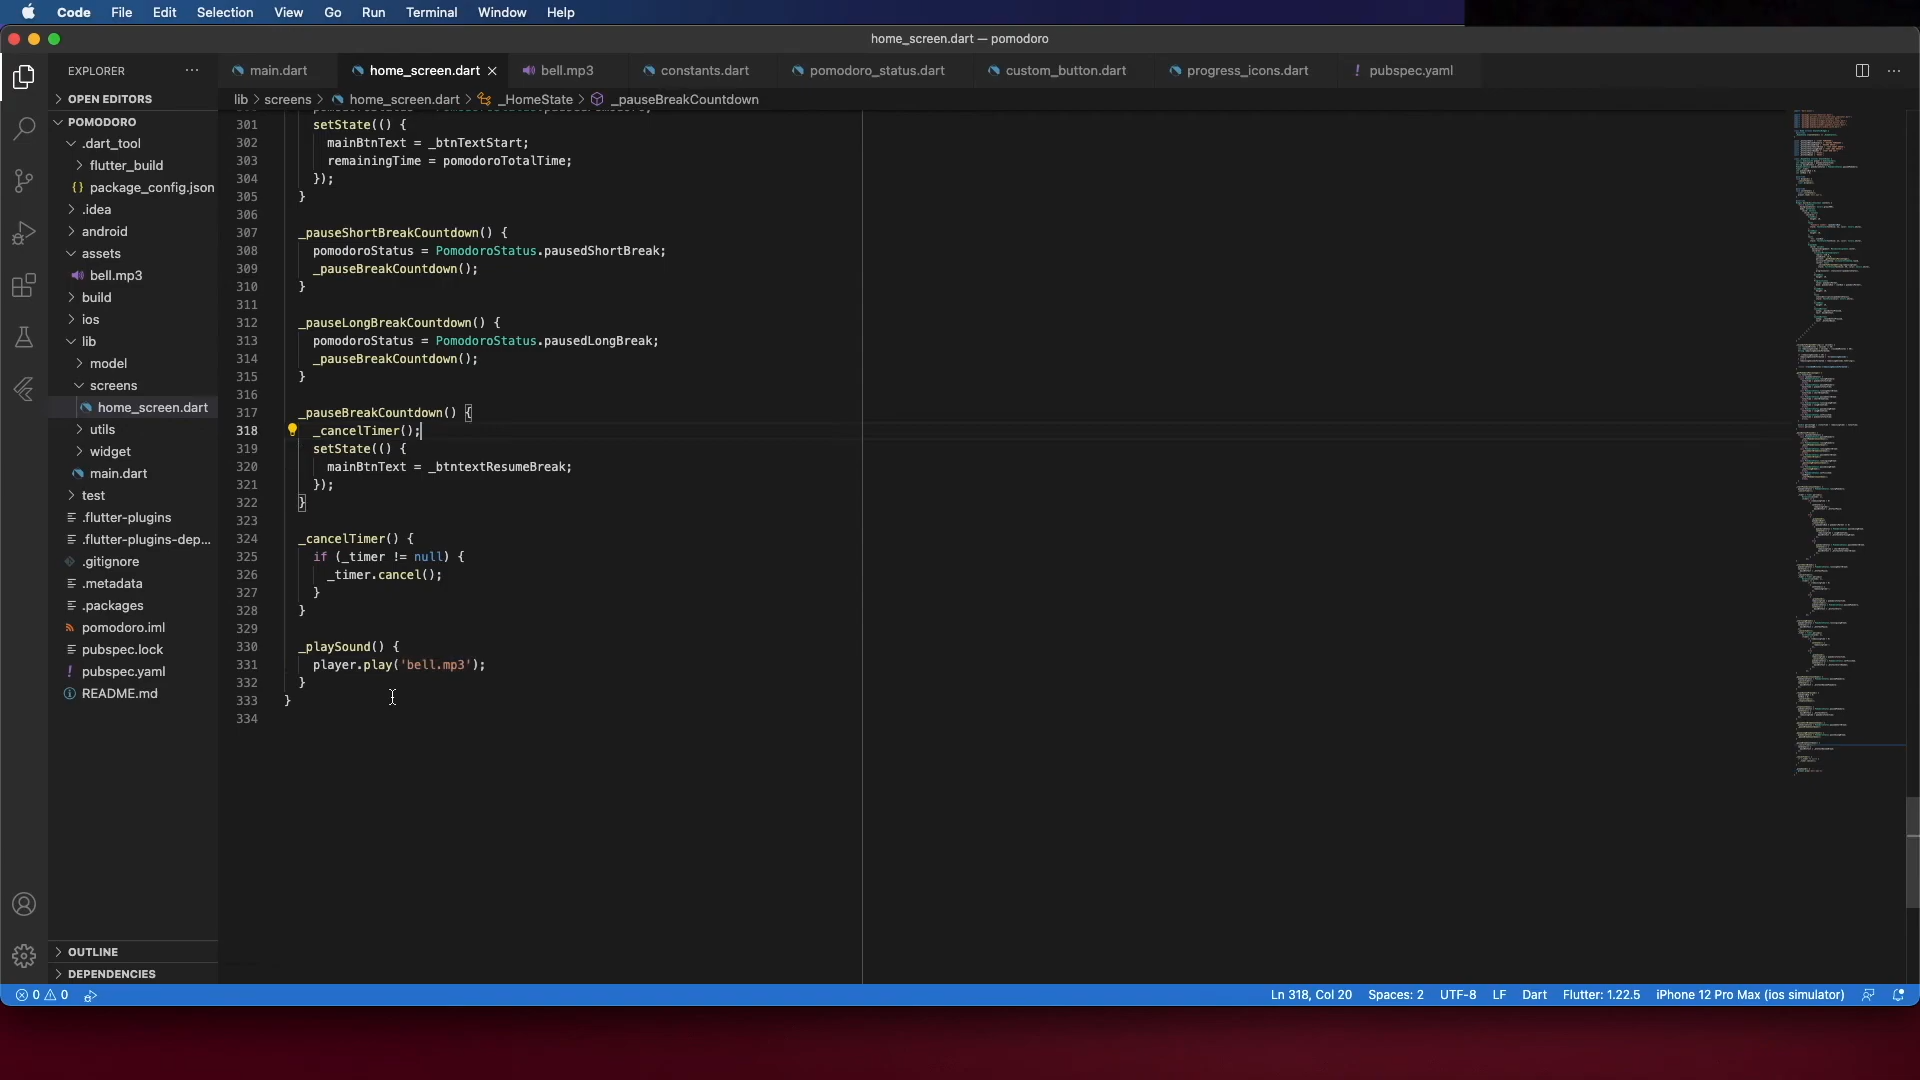 Code File Edit Selection View Go Run Terminal Window Help
home_screen.dart — pomodoro
EXPLORER
main.dart home_screen.dart bell.mp3 constants.dart pomodoro_status.dart custom_button.dart progress_icons.dart ! pubspec.yaml
lib > screens > home_screen.dart > _HomeState > _pauseBreakCountdown
OPEN EDITORS
POMODORO
.dart_tool
flutter_build
{} package_config.json
.idea
android
assets
bell.mp3
build
ios
lib
model
screens
home_screen.dart
utils
widget
main.dart
test
.flutter-plugins
.flutter-plugins-dep...
.gitignore
.metadata
.packages
pomodoro.iml
pubspec.lock
! pubspec.yaml
README.md
OUTLINE
DEPENDENCIES
301 setState(() {
302 mainBtnText = _btnTextStart;
303 remainingTime = pomodoroTotalTime;
304 });
305 }
306
307 _pauseShortBreakCountdown() {
308 pomodoroStatus = PomodoroStatus.pausedShortBreak;
309 _pauseBreakCountdown();
310 }
311
312 _pauseLongBreakCountdown() {
313 pomodoroStatus = PomodoroStatus.pausedLongBreak;
314 _pauseBreakCountdown();
315 }
316
317 _pauseBreakCountdown() {
318 _cancelTimer();
319 setState(() {
320 mainBtnText = _btntextResumeBreak;
321 });
322 }
323
324 _cancelTimer() {
325 if (_timer != null) {
326 _timer.cancel();
327 }
328 }
329
330 _playSound() {
331 player.play('bell.mp3');
332 }
333 }
334
0 0 Ln 318, Col 20 Spaces: 2 UTF-8 LF Dart Flutter: 1.22.5 iPhone 12 Pro Max (ios simulator)